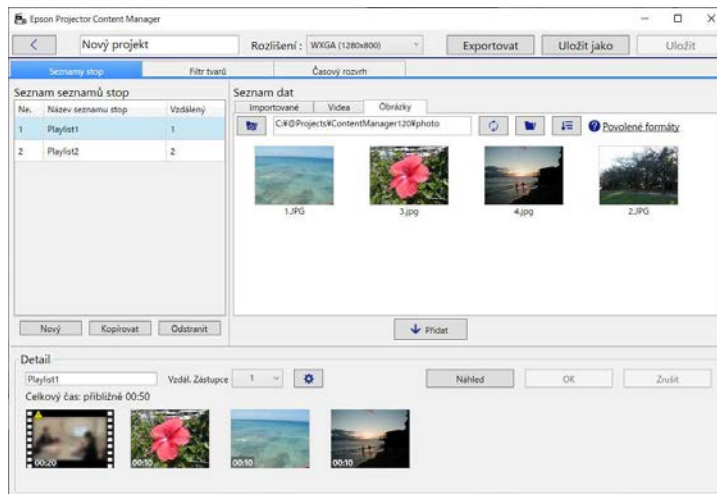 Epson Projector Content Manager
Nový projekt Rozlišení : WXGA (1280x800) Exportovat Uložit jako Uložit
Seznamy stop Filtr tvarů Časový rozvrh
Seznam seznamů stop
Ne. Název seznamu stop Vzdálený
1 Playlist1 1
2 Playlist2 2
Nový Kopírovat Odstranit
Seznam dat
Importované Videa Obrázky
C:¥@Projects¥ContentManager120¥photo Povolené formáty
1.JPG 3.jpg 4.jpg 2.JPG
Přidat
Detail
Playlist1 Vzdál. Zástupce 1 Náhled OK Zrušit
Celkový čas: přibližně 00:50
00:20 00:10 00:10 00:10